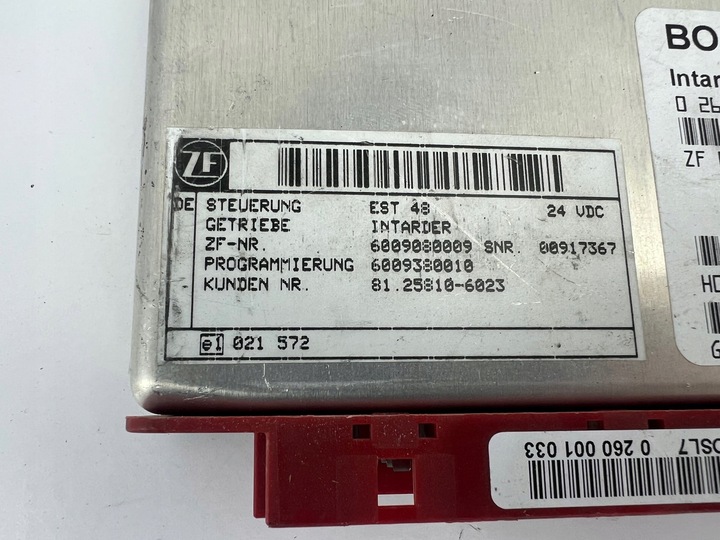 ZF
DE STEUERUNG EST 48 24 VDC
GETRIEBE INTARDER
ZF-NR. 6009080009 SNR. 00917367
PROGRAMMIERUNG 6009380010
KUNDEN NR. 81.25810-6023
e1 021 572
BO
Intar
0 26
ZF
HD
G
DSL7 0 260 001 033